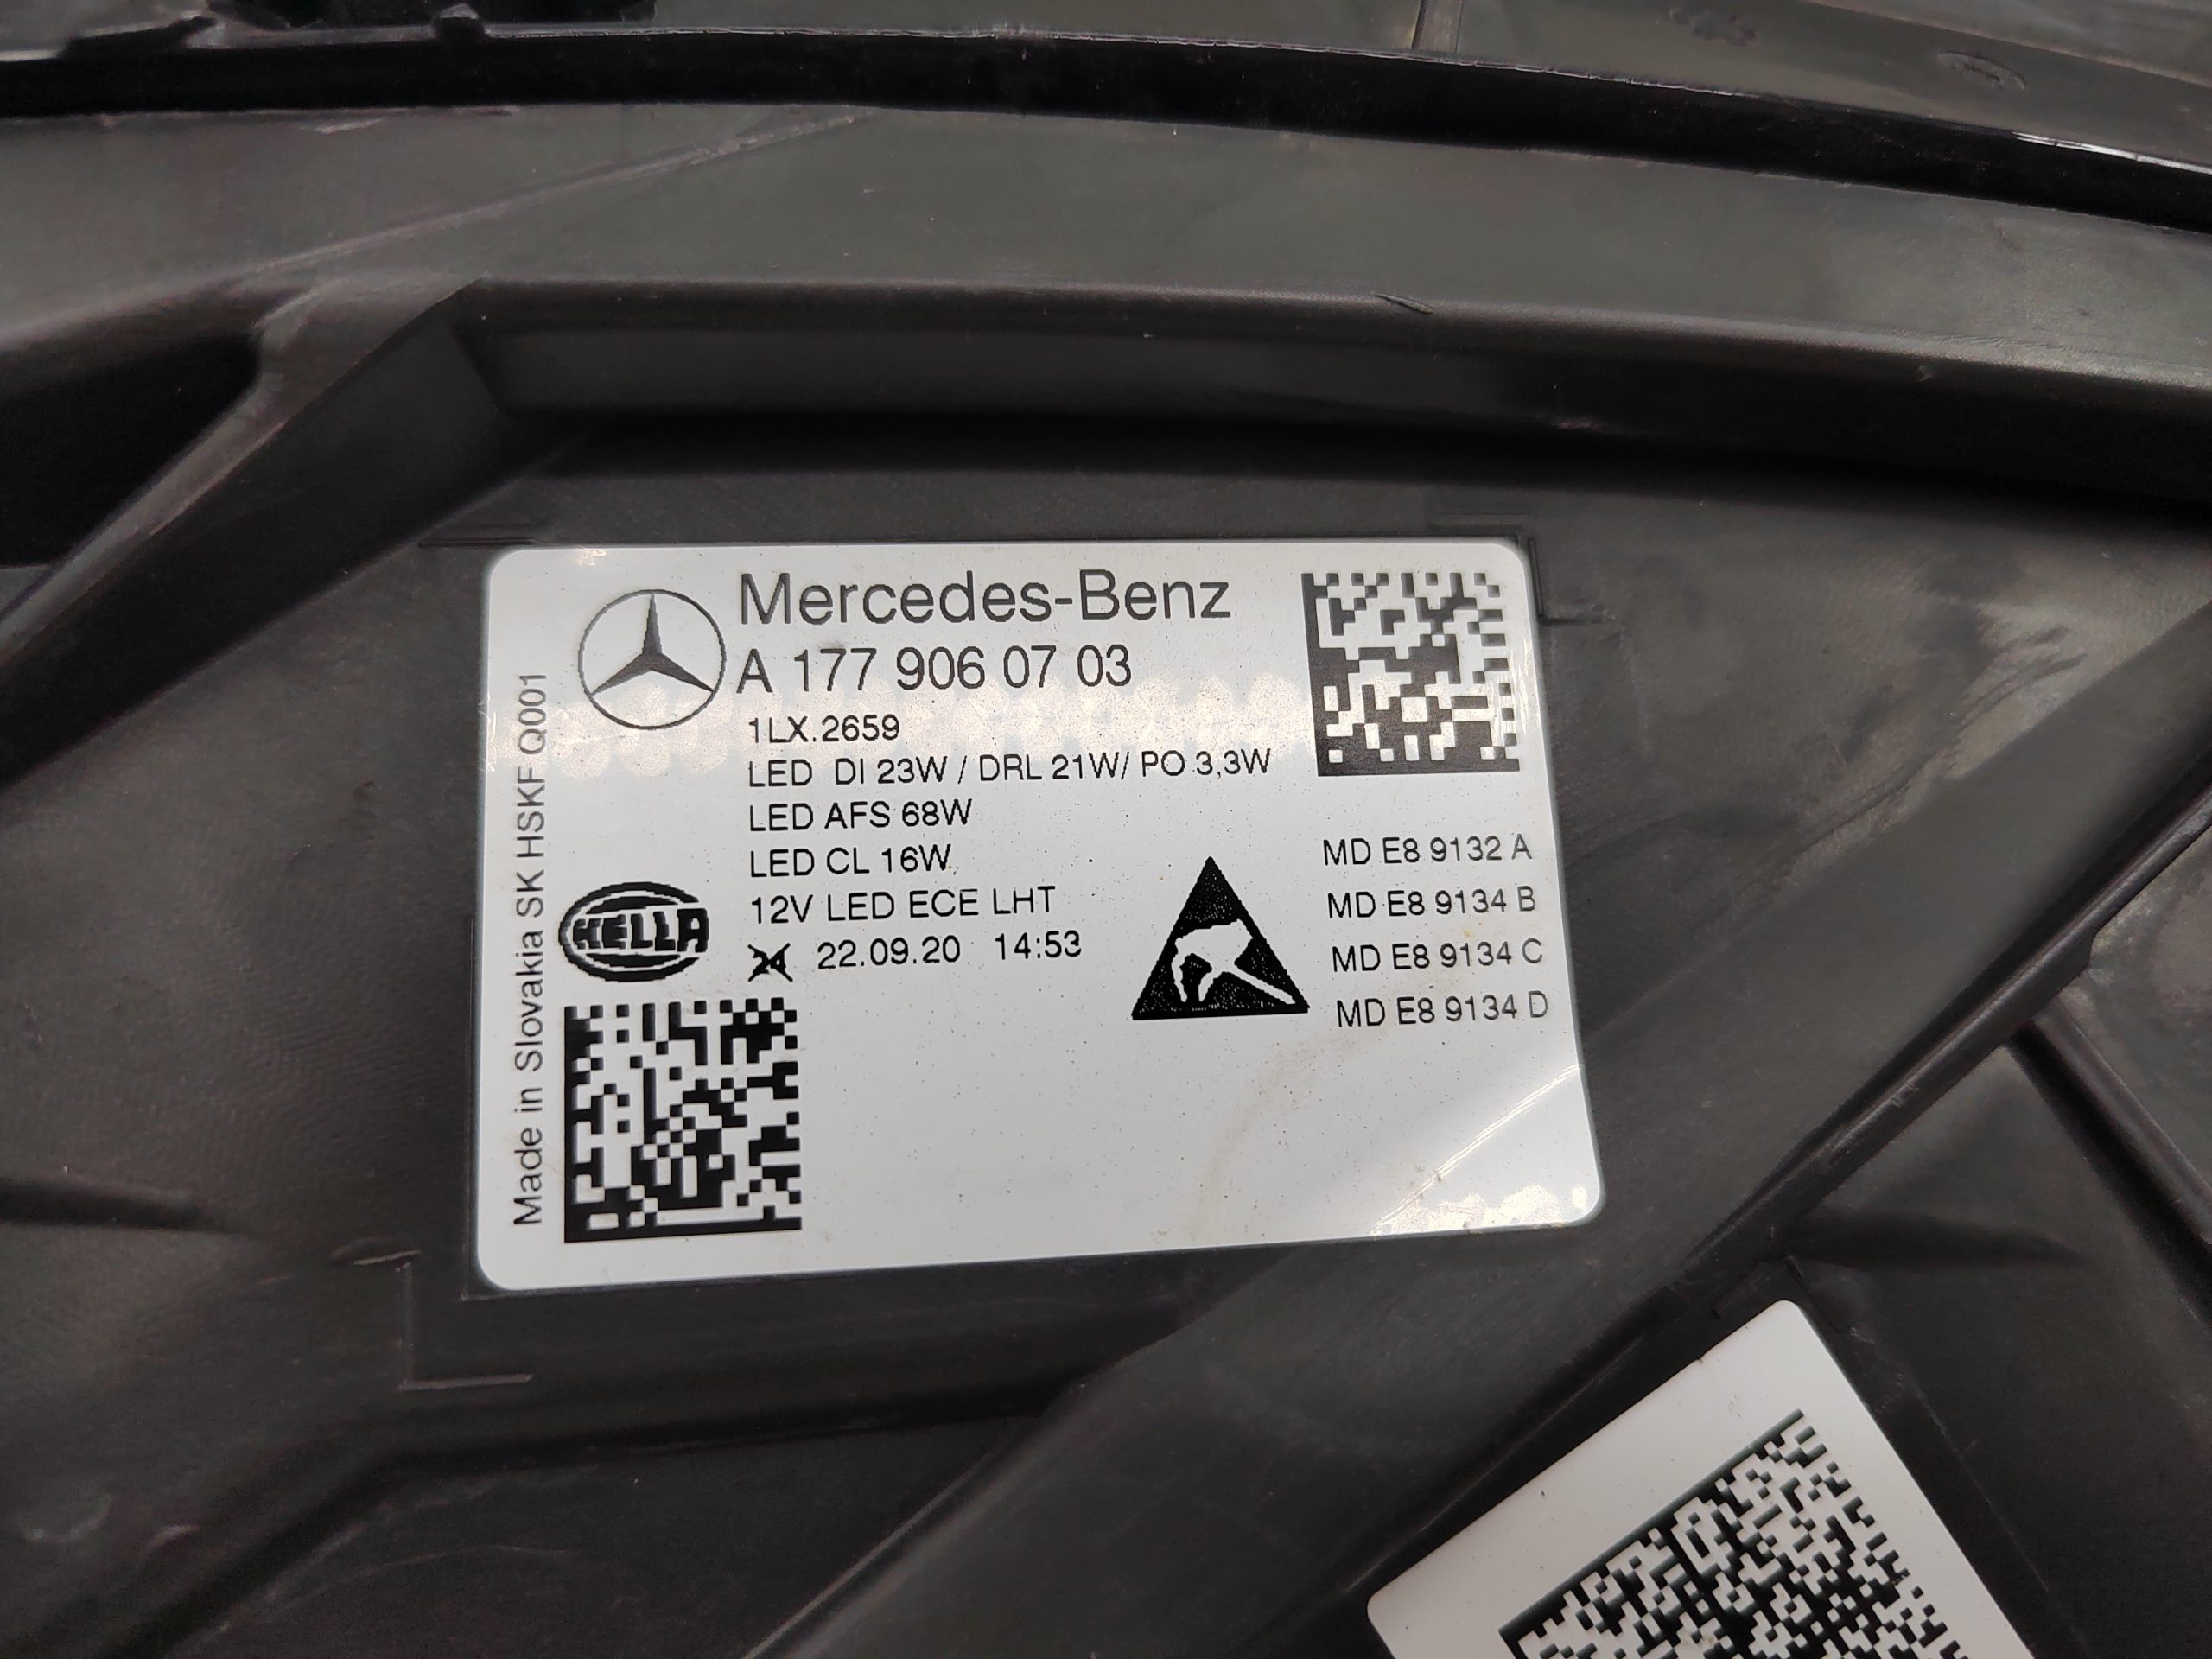 Mercedes-Benz
A 177 906 07 03
1LX.2659
LED DI 23W / DRL 21W/ PO 3,3W
LED AFS 68W
LED CL 16W
12V LED ECE LHT
24 22.09.20 14:53
HELLA
MD E8 9132 A
MD E8 9134 B
MD E8 9134 C
MD E8 9134 D
Made in Slovakia SK HSKF Q001